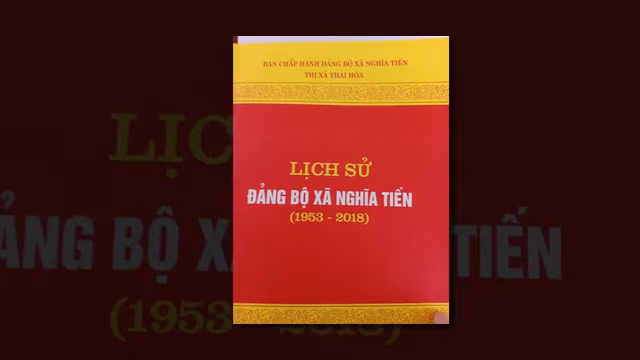 BAN CHẤP HÀNH ĐẢNG BỘ XÃ NGHĨA TIẾN
THỊ XÃ THÁI HÒA
LỊCH SỬ
ĐẢNG BỘ XÃ NGHĨA TIẾN
(1953 - 2018)